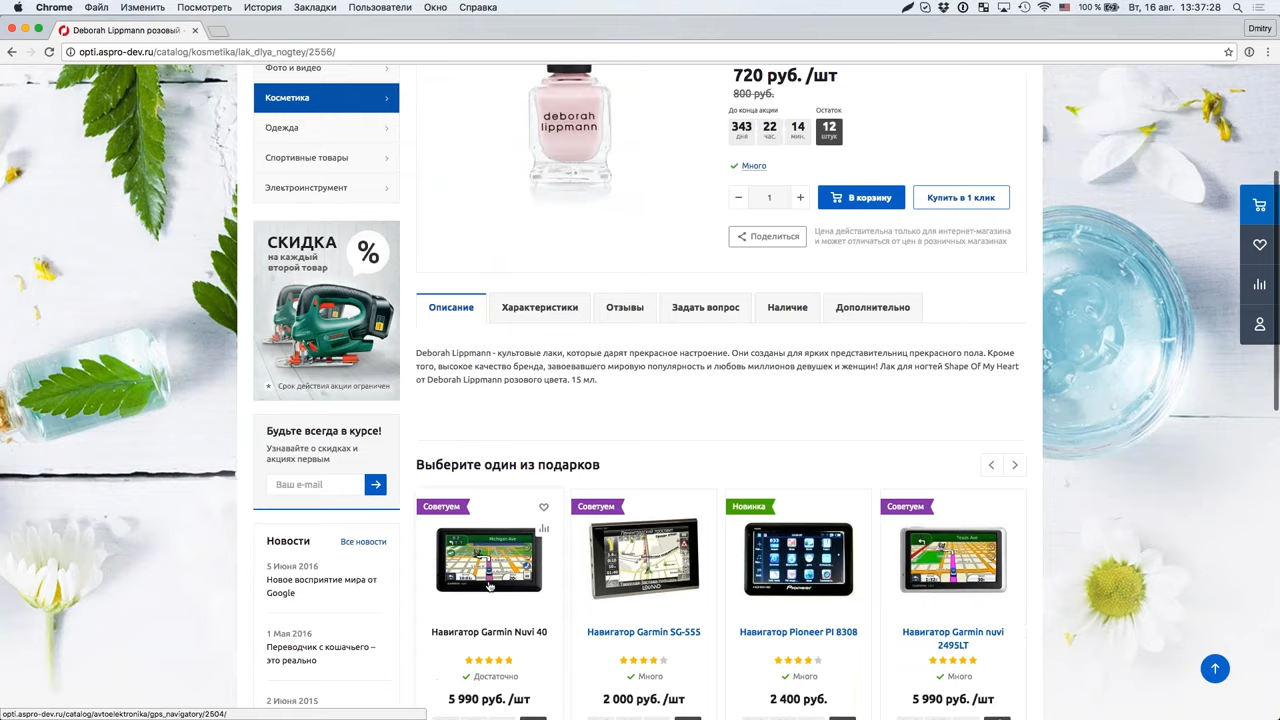 Chrome Файл Изменить Посмотреть История Закладки Пользователи Окно Справка 100 % Вт, 16 авг. 13:37:28
Deborah Lippmann розовый Dmitry
opti.aspro-dev.ru/catalog/kosmetika/lak_dlya_nogtey/2556/
Фото и видео
Косметика
Одежда
Спортивные товары
Электроинструмент
deborah
lippmann
720 руб. /шт
800 руб.
До конца акции Остаток
343 22 14 12
дня час. мин. штук
Много
1 В корзину Купить в 1 клик
Поделиться
Цена действительна только для интернет-магазина
и может отличаться от цен в розничных магазинах
СКИДКА %
на каждый
второй товар
* Срок действия акции ограничен
Описание Характеристики Отзывы Задать вопрос Наличие Дополнительно
Deborah Lippmann - культовые лаки, которые дарят прекрасное настроение. Они созданы для ярких представительниц прекрасного пола. Кроме
того, высокое качество бренда, завоевавшего мировую популярность и любовь миллионов девушек и женщин! Лак для ногтей Shape Of My Heart
от Deborah Lippmann розового цвета. 15 мл.
Будьте всегда в курсе!
Узнавайте о скидках и
акциях первым
Ваш e-mail
Новости Все новости
5 Июня 2016
Новое восприятие мира от
Google
1 Мая 2016
Переводчик с кошачьего –
это реально
2 Июня 2015
Выберите один из подарков
Советуем Советуем Новинка Советуем
Michigan Ave
Pioneer
Texas Ave
Навигатор Garmin Nuvi 40
Достаточно
5 990 руб. /шт
Навигатор Garmin SG-555
Много
2 000 руб. /шт
Навигатор Pioneer PI 8308
Много
2 400 руб.
Навигатор Garmin nuvi
2495LT
Много
5 990 руб. /шт
opti.aspro-dev.ru/catalog/avtoelektronika/gps_navigatory/2504/